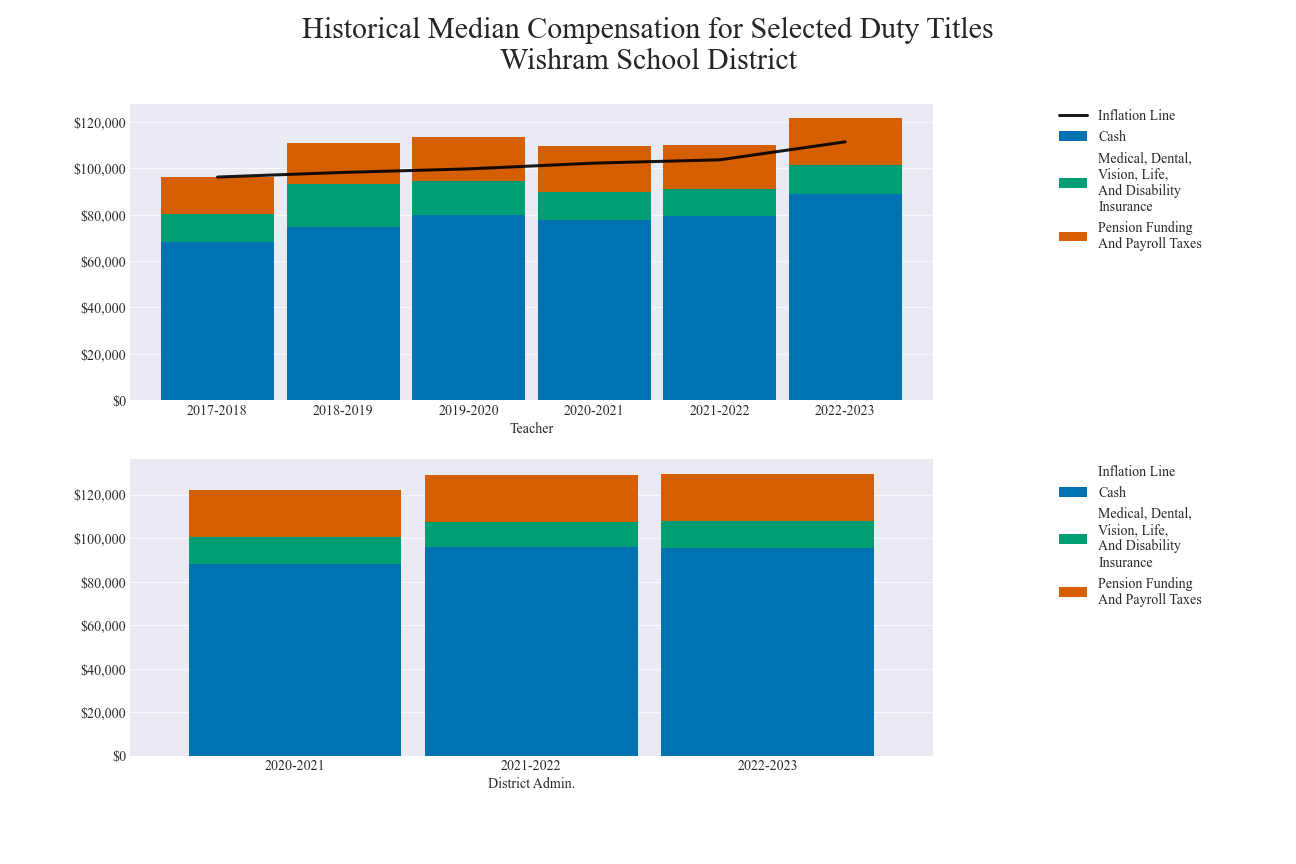 Historical Median Compensation for Selected Duty Titles
Wishram School District
$120,000
$100,000
$80,000
$60,000
$40,000
$20,000
$0
2017-2018
2018-2019
2019-2020
2020-2021
2021-2022
2022-2023
Teacher
Inflation Line
Cash
Medical, Dental,
Vision, Life,
And Disability
Insurance
Pension Funding
And Payroll Taxes
$120,000
$100,000
$80,000
$60,000
$40,000
$20,000
$0
2020-2021
2021-2022
2022-2023
District Admin.
Inflation Line
Cash
Medical, Dental,
Vision, Life,
And Disability
Insurance
Pension Funding
And Payroll Taxes